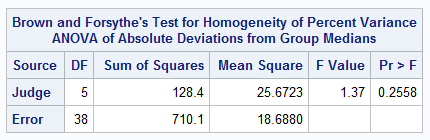 Brown and Forsythe's Test for Homogeneity of Percent Variance
ANOVA of Absolute Deviations from Group Medians
Source DF Sum of Squares Mean Square F Value Pr > F
Judge 5 128.4 25.6723 1.37 0.2558
Error 38 710.1 18.6880